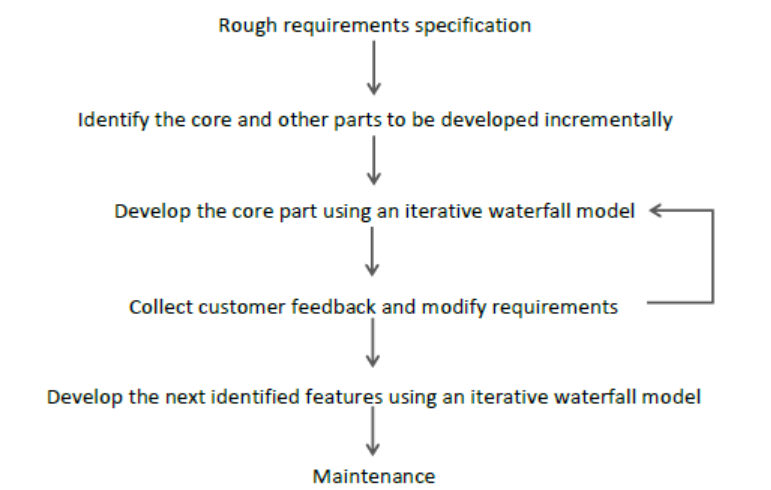 Rough requirements specification
Identify the core and other parts to be developed incrementally
Develop the core part using an iterative waterfall model
Collect customer feedback and modify requirements
Develop the next identified features using an iterative waterfall model
Maintenance